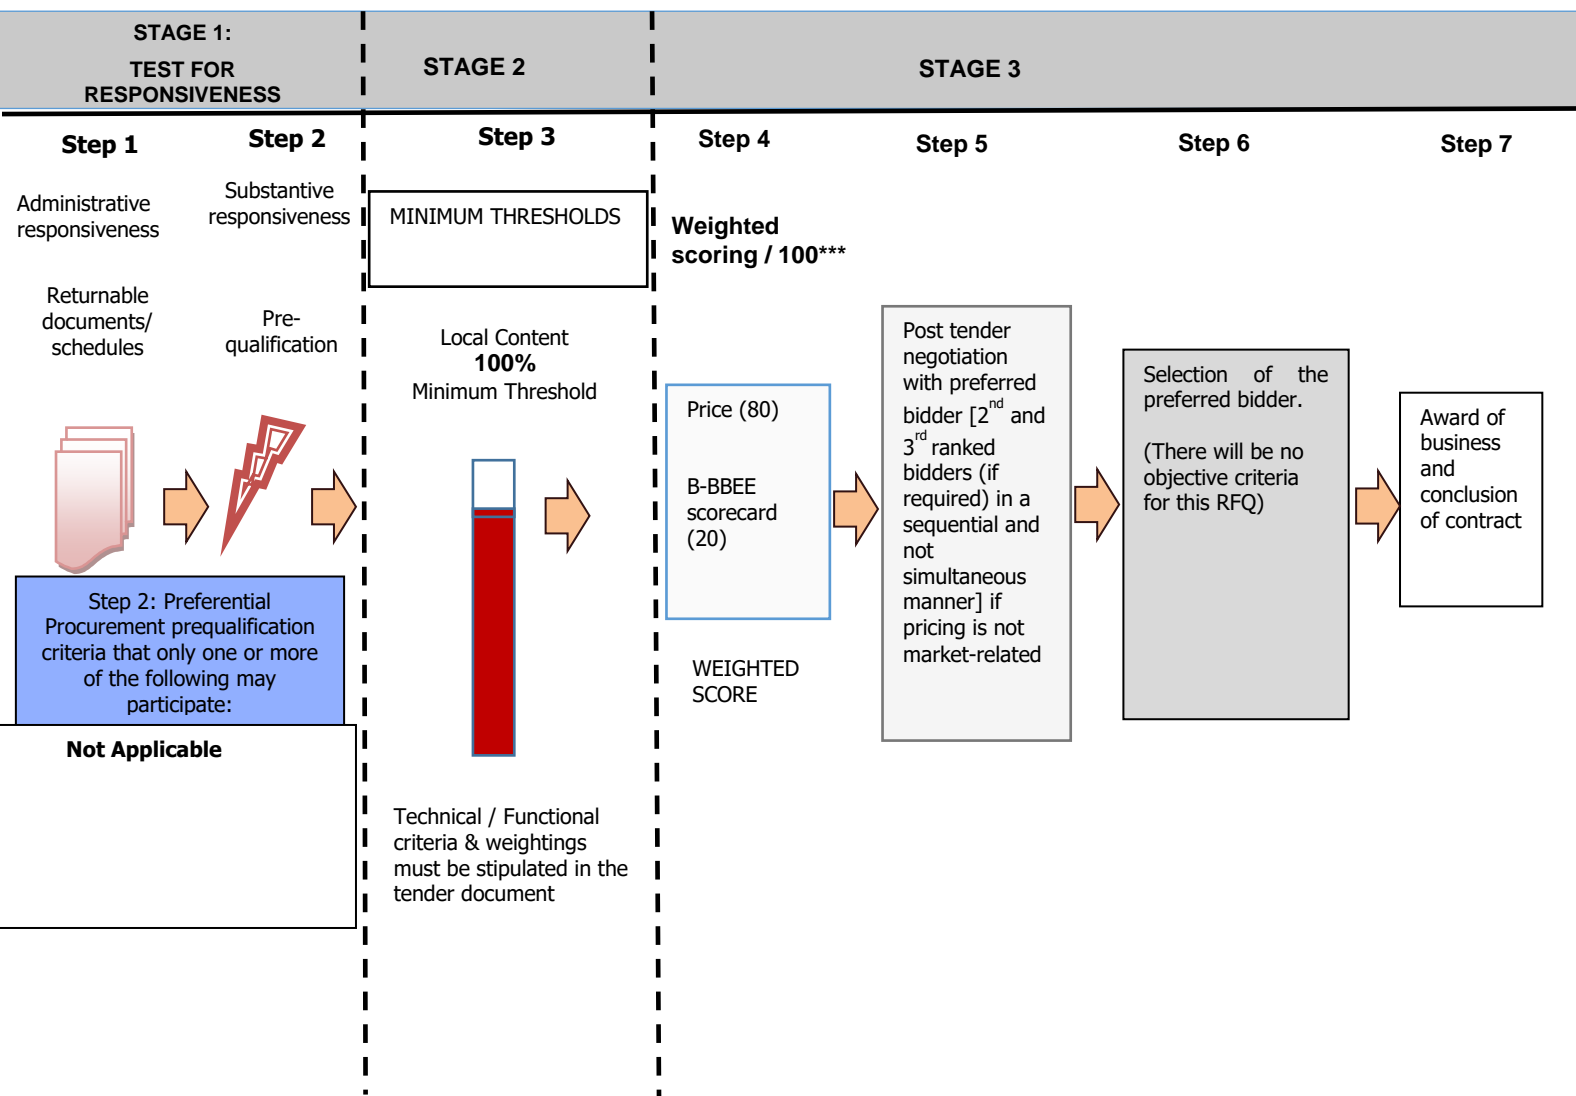 STAGE 1:
TEST FOR
RESPONSIVENESS
STAGE 2
STAGE 3
Step 1
Step 2
Step 3
Step 4
Step 5
Step 6
Step 7
Administrative
responsiveness
Returnable
documents/
schedules
Substantive
responsiveness
Pre-
qualification
Step 2: Preferential
Procurement prequalification
criteria that only one or more
of the following may
participate:
Not Applicable
MINIMUM THRESHOLDS
Local Content
100%
Minimum Threshold
Technical / Functional
criteria & weightings
must be stipulated in the
tender document
Weighted
scoring / 100***
Price (80)
B-BBEE
scorecard
(20)
WEIGHTED
SCORE
Post tender
negotiation
with preferred
bidder [2nd and
3rd ranked
bidders (if
required) in a
sequential and
not
simultaneous
manner] if
pricing is not
market-related
Selection of the
preferred bidder.
(There will be no
objective criteria
for this RFQ)
Award of
business
and
conclusion
of contract